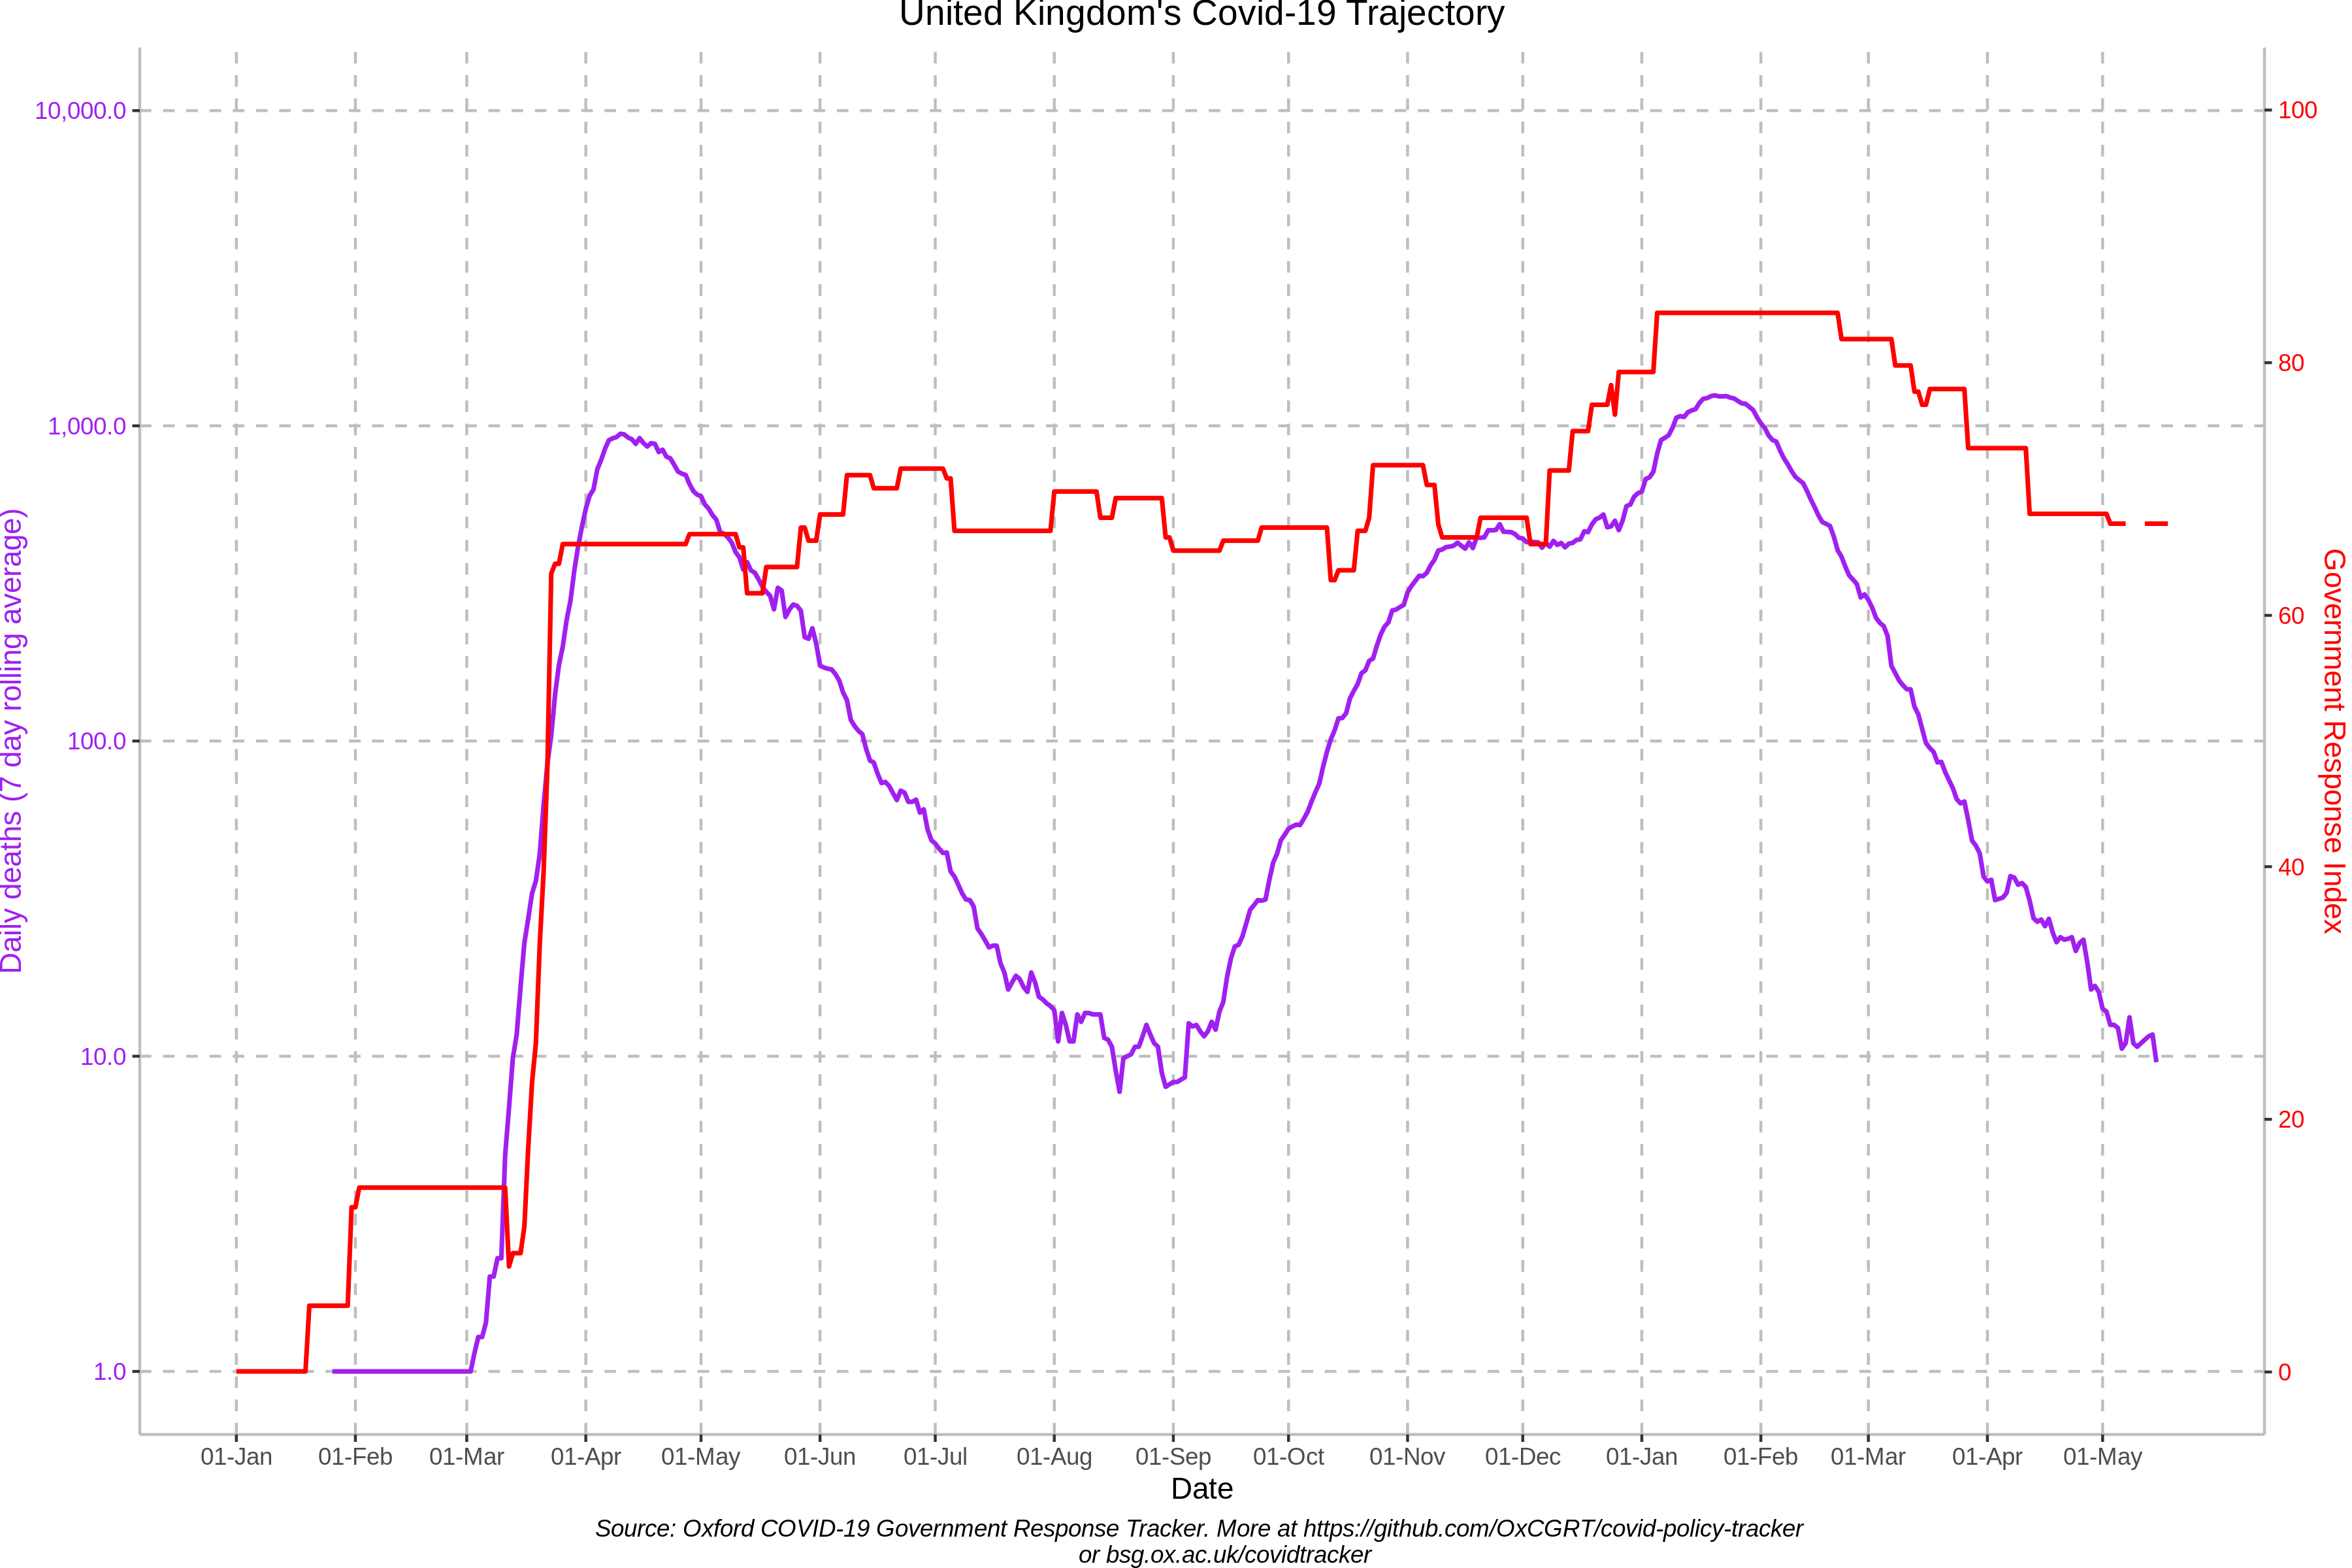 United Kingdom's Covid-19 Trajectory
10,000.0
1,000.0
100.0
10.0
1.0
Daily deaths (7 day rolling average)
100
80
60
40
20
0
Government Response Index
01-Jan 01-Feb 01-Mar 01-Apr 01-May 01-Jun 01-Jul 01-Aug 01-Sep 01-Oct 01-Nov 01-Dec 01-Jan 01-Feb 01-Mar 01-Apr 01-May
Date
Source: Oxford COVID-19 Government Response Tracker. More at https://github.com/OxCGRT/covid-policy-tracker
or bsg.ox.ac.uk/covidtracker